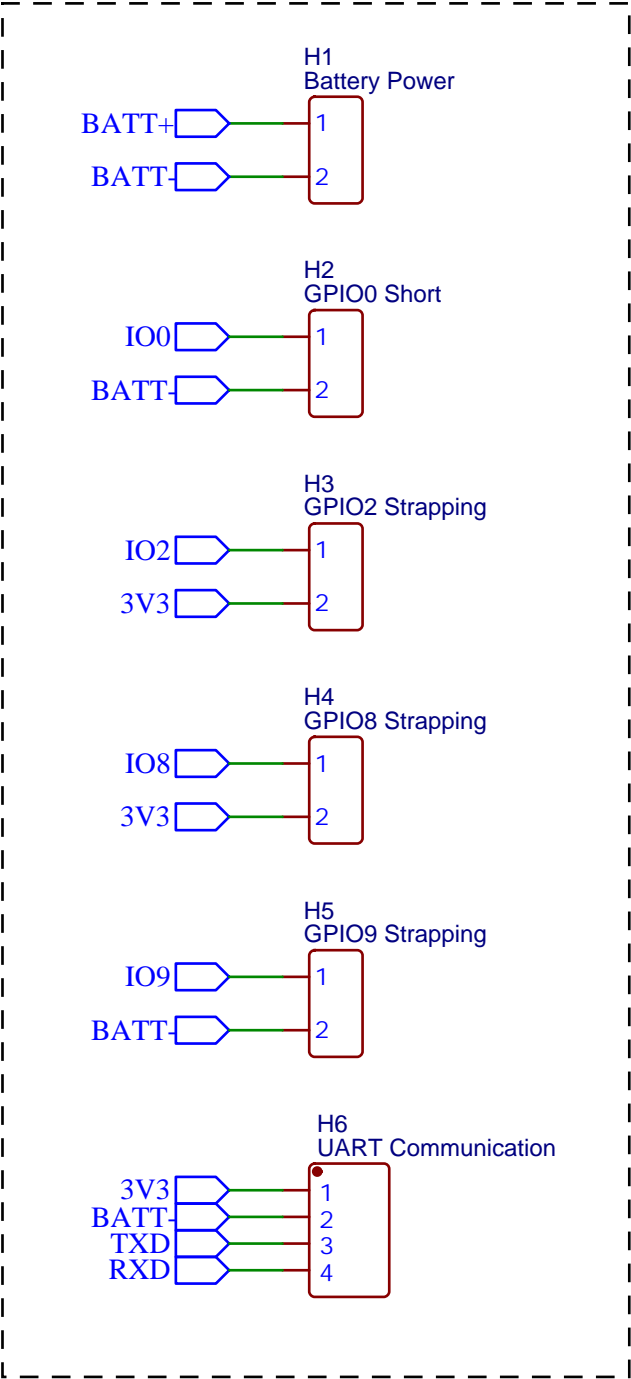 H1
Battery Power
BATT+ 1
BATT- 2
H2
GPIO0 Short
IO0 1
BATT- 2
H3
GPIO2 Strapping
IO2 1
3V3 2
H4
GPIO8 Strapping
IO8 1
3V3 2
H5
GPIO9 Strapping
IO9 1
BATT- 2
H6
UART Communication
3V3 1
BATT- 2
TXD 3
RXD 4